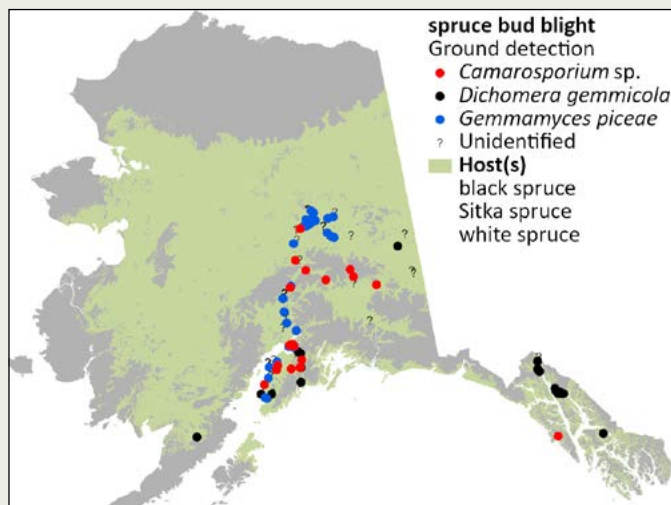 spruce bud blight
Ground detection
Camarosporium sp.
Dichomera gemmicola
Gemmamyces piceae
? Unidentified
Host(s)
black spruce
Sitka spruce
white spruce